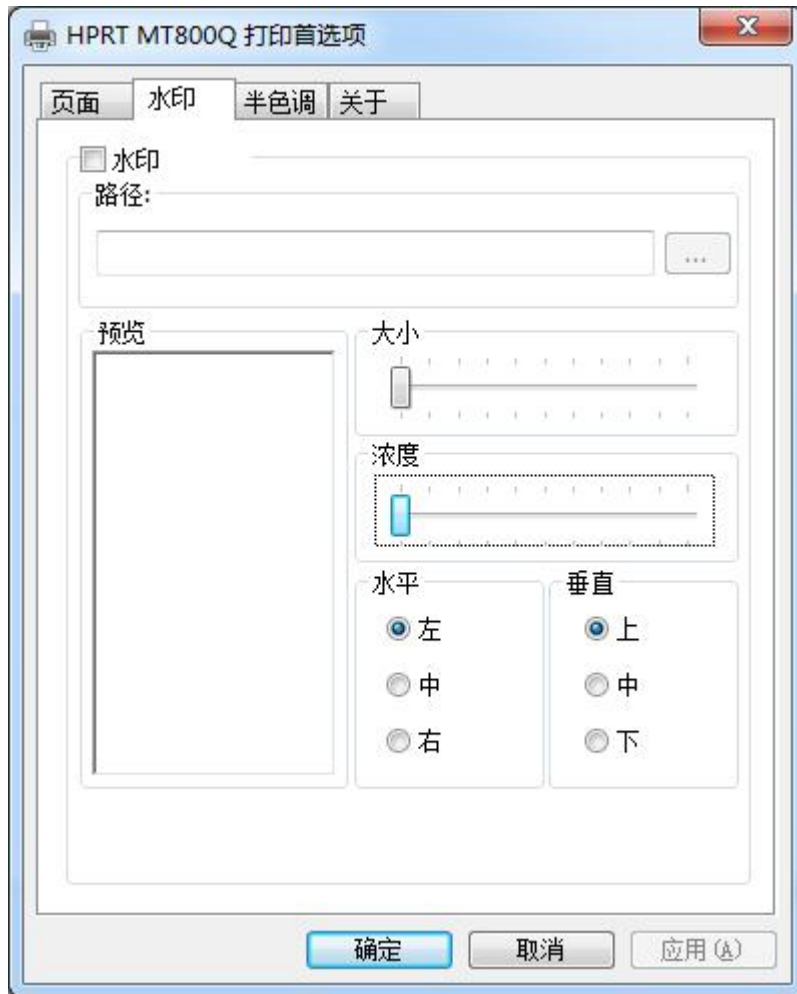 HPRT MT800Q 打印首选项
页面 水印 半色调 关于
水印
路径:
...
预览
大小
浓度
水平 垂直
左 上
中 中
右 下
确定 取消 应用(A)